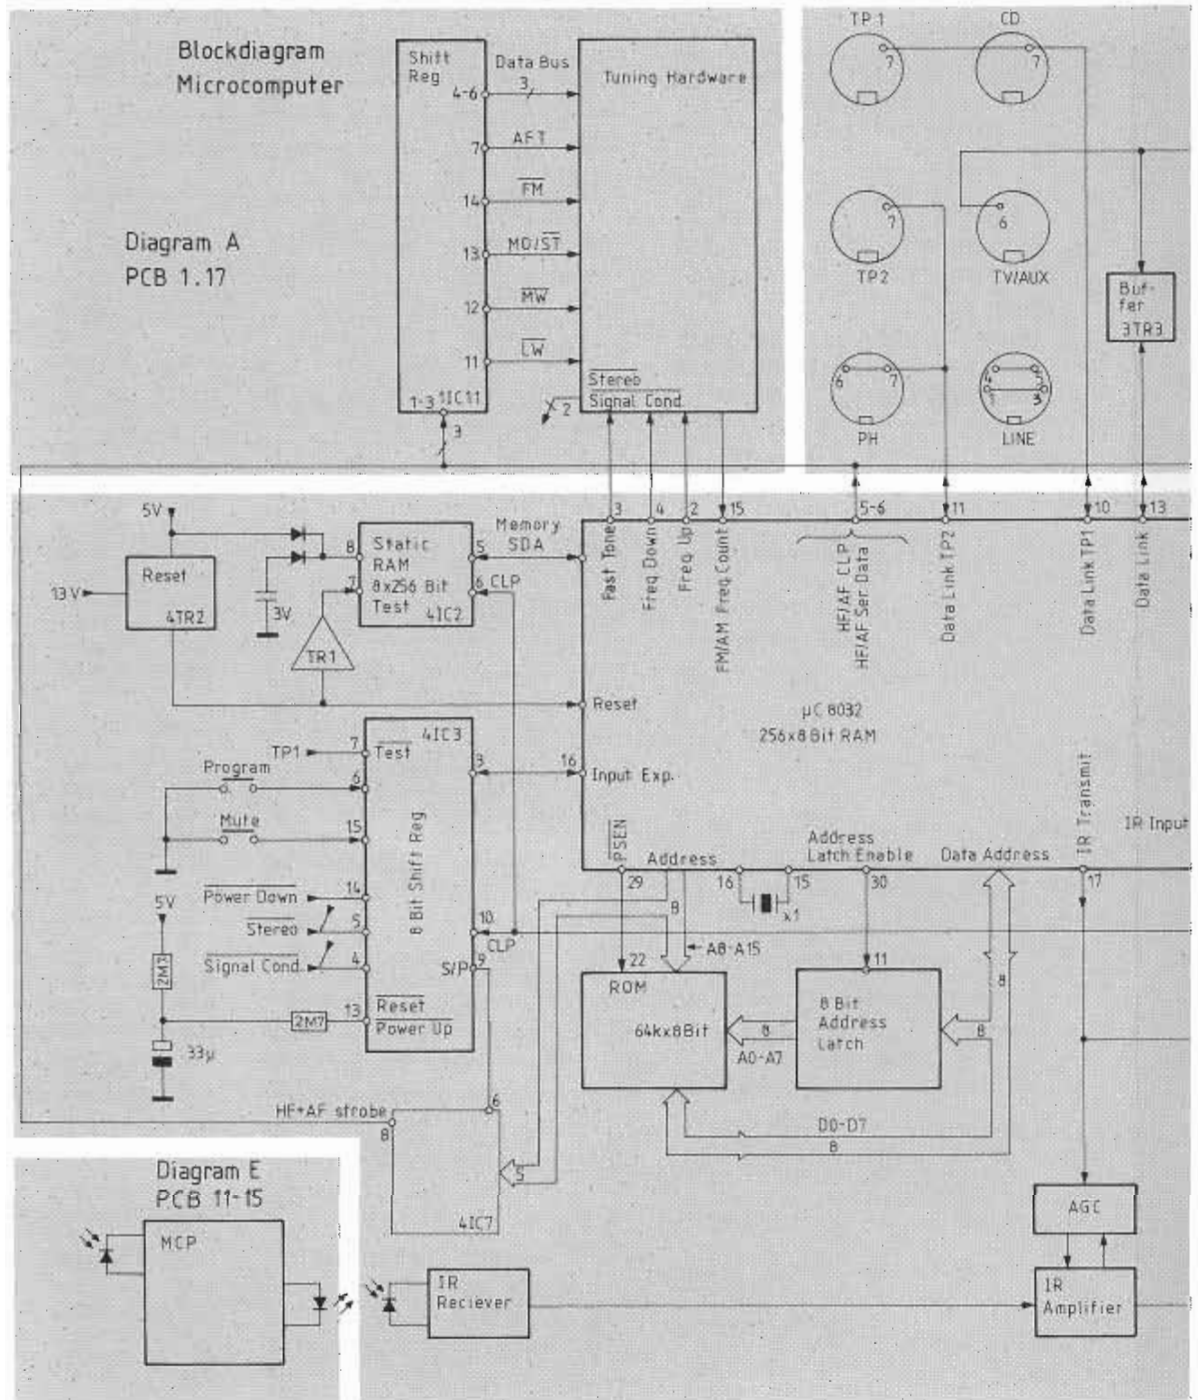 Blockdiagram
Microcomputer
Diagram A
PCB 1.17
Shift
Reg
4-6
7
14
13
12
11
1-3
1IC11
3
Data Bus
3
AFT
FM
MO/ST
MW
LW
Tuning Hardware
Stereo
Signal Cond.
2
TP 1
7
CD
7
7
TP2
6
TV/AUX
6
7
PH
3
LINE
Buf-
fer
3TR3
5V
13V
Reset
4TR2
3V
TR1
8
7
Static
RAM
8x256 Bit
Test
4IC2
5
6
CLP
Memory
SDA
3
4
2
15
5-6
11
10
13
Fast Tone
Freq Down
Freq Up
FM/AM Freq Count
HF/AF CLP
HF/AF Ser Data
Data Link TP2
Data Link TP1
Data Link
Reset
µC 8032
256x8 Bit RAM
16
Input Exp.
PSEN
Address
Address
Latch Enable
Data Address
IR Transmit
IR Input
29
16
15
30
17
x1
8
A8-A15
TP1
Program
Mute
Power Down
Stereo
Signal Cond.
7
6
15
14
5
4
13
4IC3
Test
8 Bit Shift Reg
3
10
CLP
9
S/P
Reset
Power Up
5V
2M7
2M7
33µ
22
ROM
64kx8Bit
11
8 Bit
Address
Latch
8
A0-A7
8
8
D0-D7
8
HF+AF strobe
8
6
5
4IC7
Diagram E
PCB 11-15
MCP
IR
Reciever
AGC
IR
Amplifier